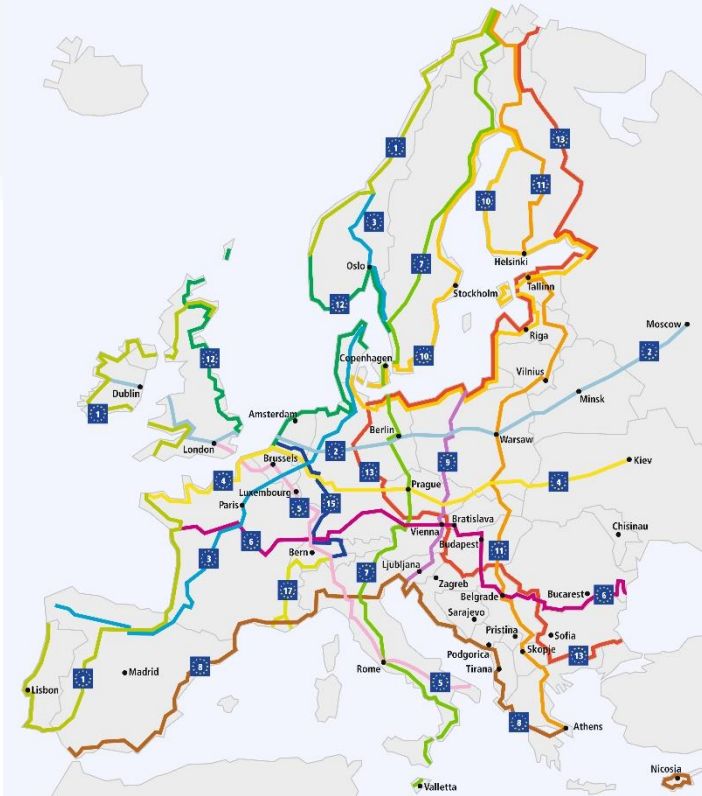 1
13
10
11
3
Oslo
7
Helsinki
12
Stockholm
Tallinn
Moscow
2
Riga
10
Copenhagen
12
Vilnius
Minsk
Dublin
1
Amsterdam
London
Berlin
Warsaw
2
Brussels
9
13
Kiev
4
4
Luxembourg
5
15
Prague
Paris
Vienna
Bratislava
Chisinau
6
Budapest
11
Bern
3
7
Ljubljana
Zagreb
17
Belgrade
Bucarest
6
Sarajevo
Pristina
Sofia
Podgorica
Skopje
13
Madrid
8
Rome
Tirana
1
Lisbon
5
8
Athens
Nicosia
Valletta